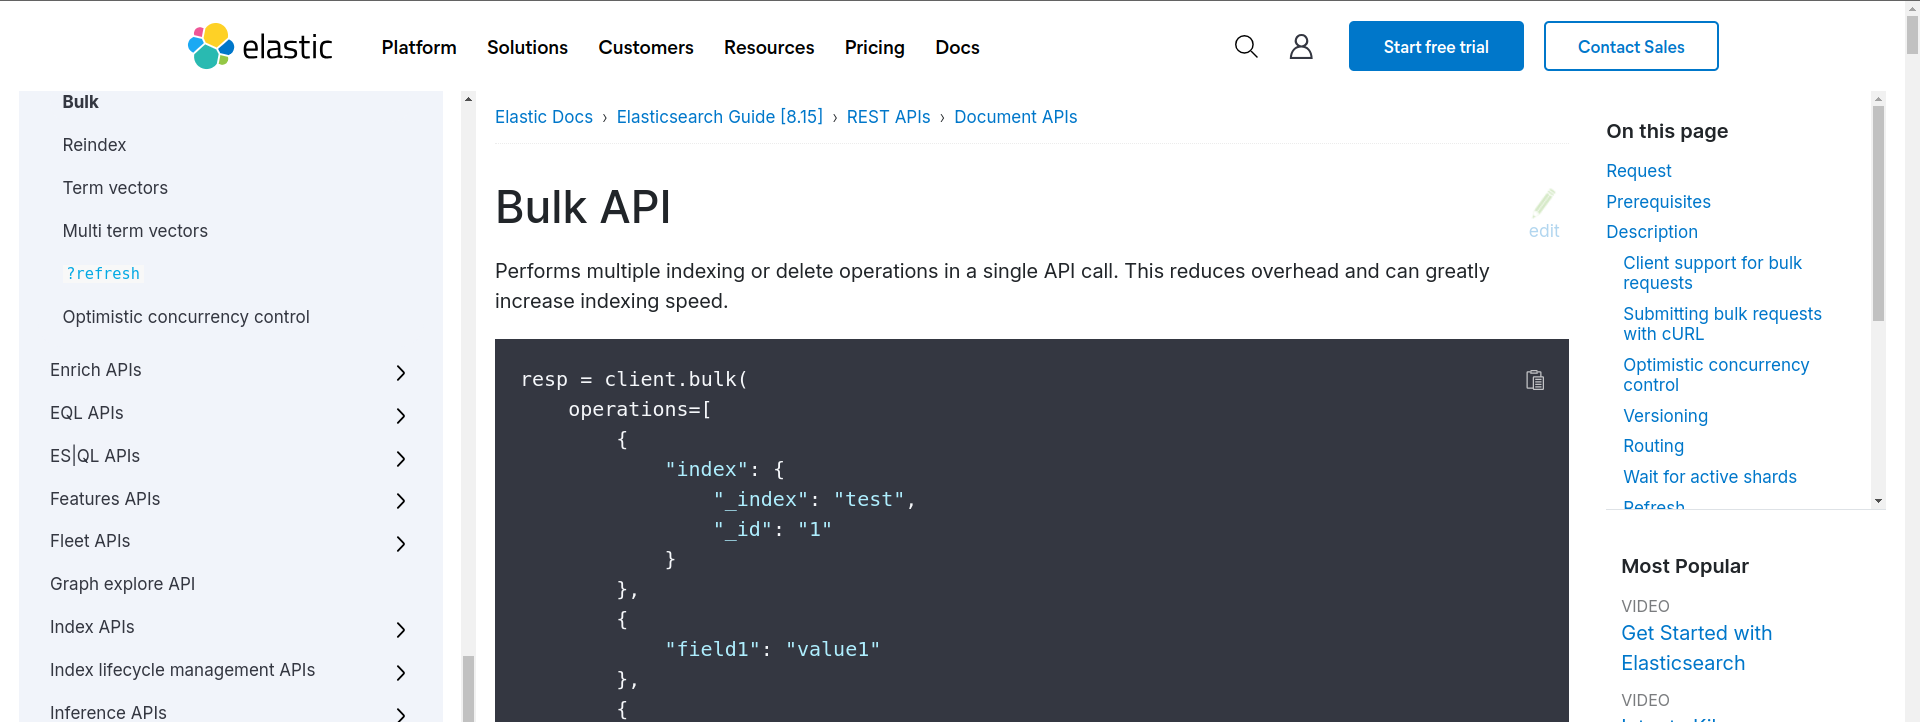 elastic
Platform
Solutions
Customers
Resources
Pricing
Docs
Start free trial
Contact Sales
Bulk
Reindex
Term vectors
Multi term vectors
?refresh
Optimistic concurrency control
Enrich APIs
EQL APIs
ES|QL APIs
Features APIs
Fleet APIs
Graph explore API
Index APIs
Index lifecycle management APIs
Inference APIs
Elastic Docs › Elasticsearch Guide [8.15] › REST APIs › Document APIs
Bulk API
edit
Performs multiple indexing or delete operations in a single API call. This reduces overhead and can greatly
increase indexing speed.
resp = client.bulk(
    operations=[
        {
            "index": {
                "_index": "test",
                "_id": "1"
            }
        },
        {
            "field1": "value1"
        },
        {
On this page
Request
Prerequisites
Description
Client support for bulk
requests
Submitting bulk requests
with cURL
Optimistic concurrency
control
Versioning
Routing
Wait for active shards
Refresh
Most Popular
VIDEO
Get Started with
Elasticsearch
VIDEO